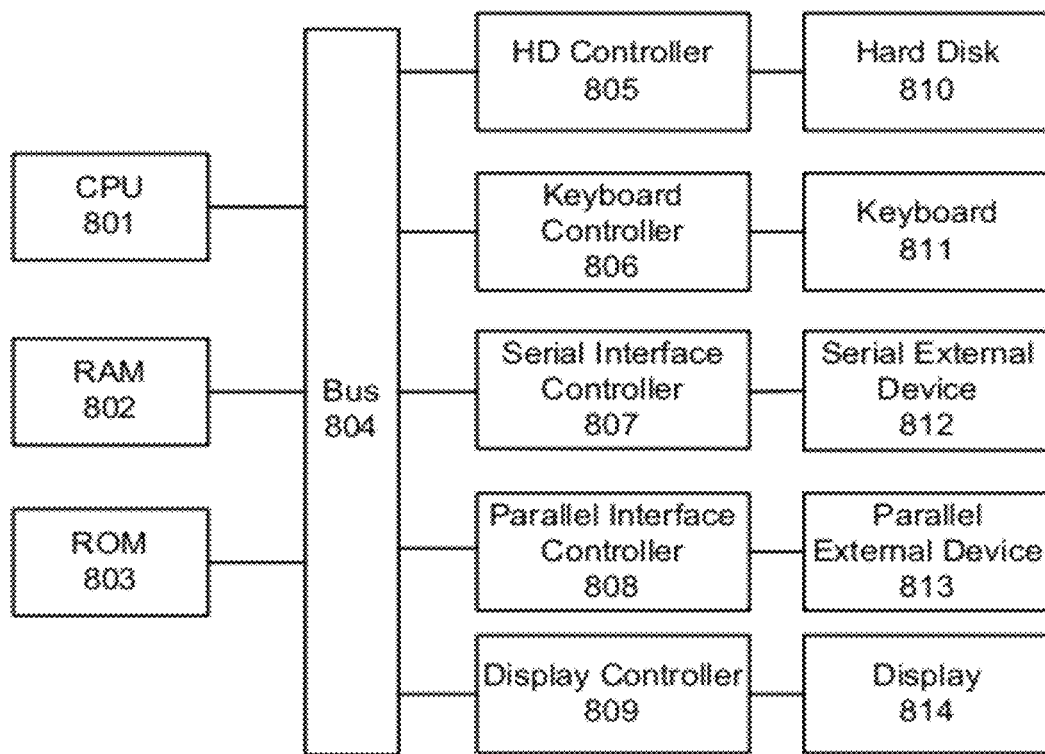 CPU
801
RAM
802
ROM
803
Bus
804
HD Controller
805
Hard Disk
810
Keyboard
Controller
806
Keyboard
811
Serial Interface
Controller
807
Serial External
Device
812
Parallel Interface
Controller
808
Parallel
External Device
813
Display Controller
809
Display
814